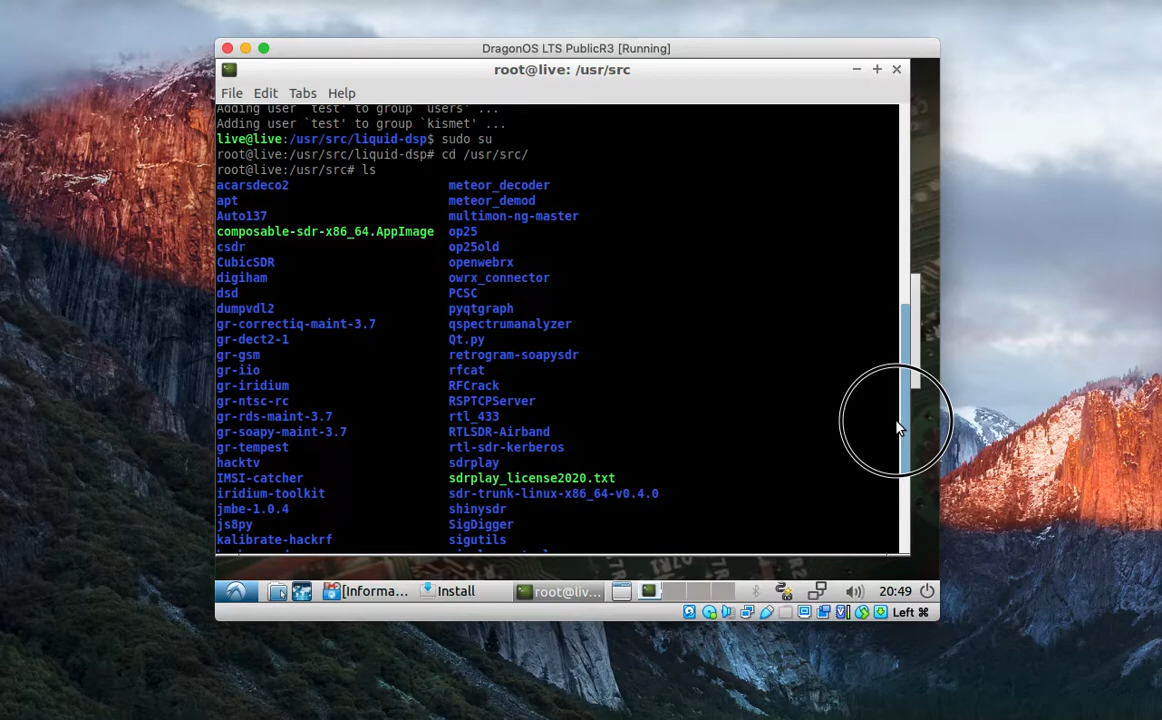 DragonOS LTS PublicR3 [Running]
root@live: /usr/src
File Edit Tabs Help
Adding user `test' to group `users' ...
Adding user `test' to group `kismet' ...
live@live:/usr/src/liquid-dsp$ sudo su
root@live:/usr/src/liquid-dsp# cd /usr/src/
root@live:/usr/src# ls
acarsdeco2 meteor_decoder
apt meteor_demod
Auto137 multimon-ng-master
composable-sdr-x86_64.AppImage op25
csdr op25old
CubicSDR openwebrx
digiham owrx_connector
dsd PCSC
dumpvdl2 pyqtgraph
gr-correctiq-maint-3.7 qspectrumanalyzer
gr-dect2-1 Qt.py
gr-gsm retrogram-soapysdr
gr-iio rfcat
gr-iridium RFCrack
gr-ntsc-rc RSPTCPServer
gr-rds-maint-3.7 rtl_433
gr-soapy-maint-3.7 RTLSDR-Airband
gr-tempest rtl-sdr-kerberos
hacktv sdrplay
IMSI-catcher sdrplay_license2020.txt
iridium-toolkit sdr-trunk-linux-x86_64-v0.4.0
jmbe-1.0.4 shinysdr
js8py SigDigger
kalibrate-hackrf sigutils
[Informa... Install root@liv... 20:49
Left ⌘